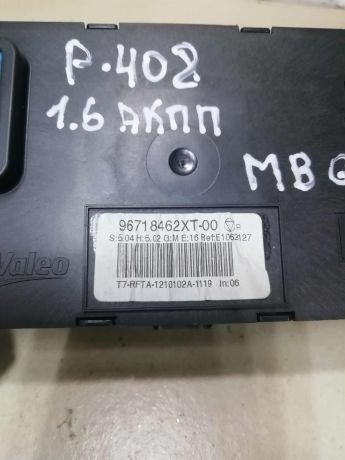 P-408
1.6 АКПП
MB
96718462XT-00
S:5.04 H:5.02 G:M E:16 Ref:E1062127
Valeo
T7-RFTA-1210102A-1119 In:06